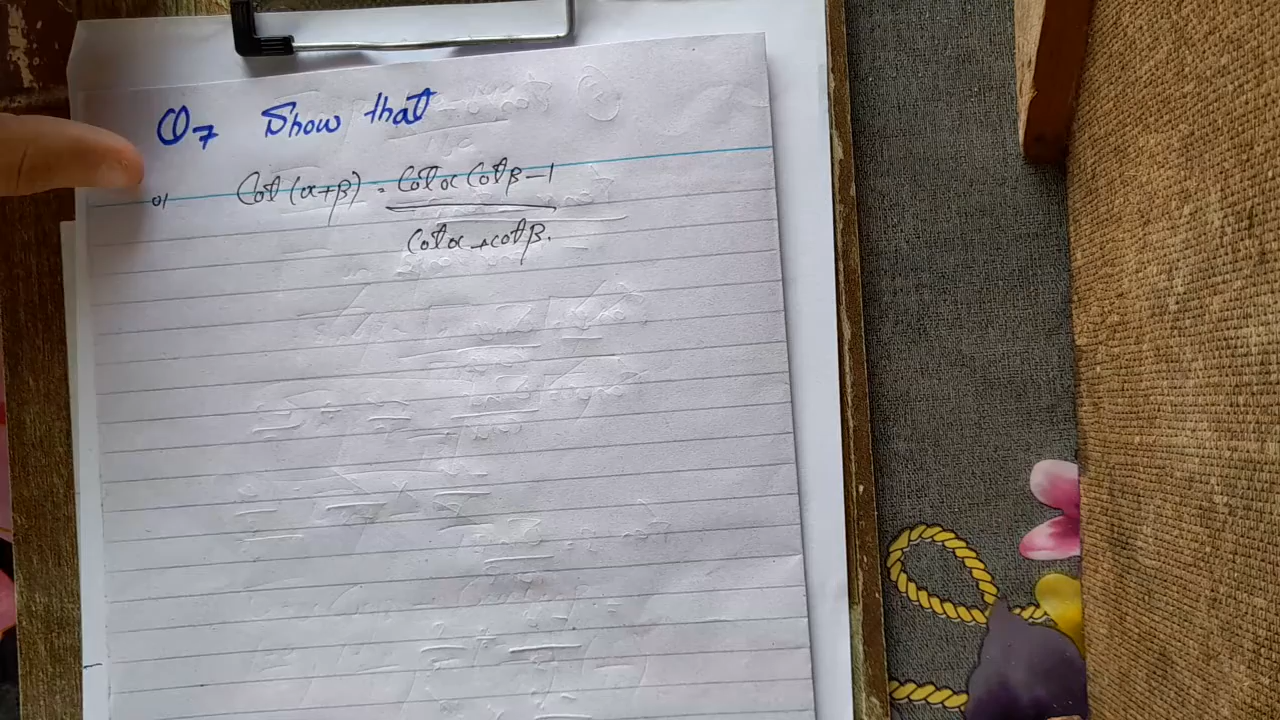 Q7 Show that
(i) Cot(α+β) = Cotα Cotβ-1
Cotα+cotβ.